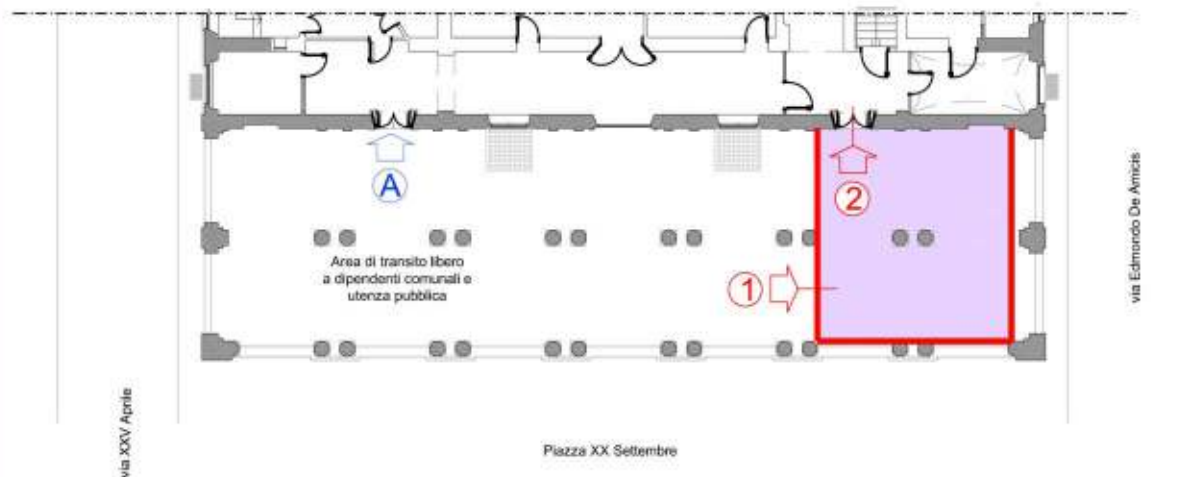 A
2
Area di transito libero
a dipendenti comunali e
utenza pubblica
1
via Edmondo De Amicis
via XXV Aprile
Piazza XX Settembre